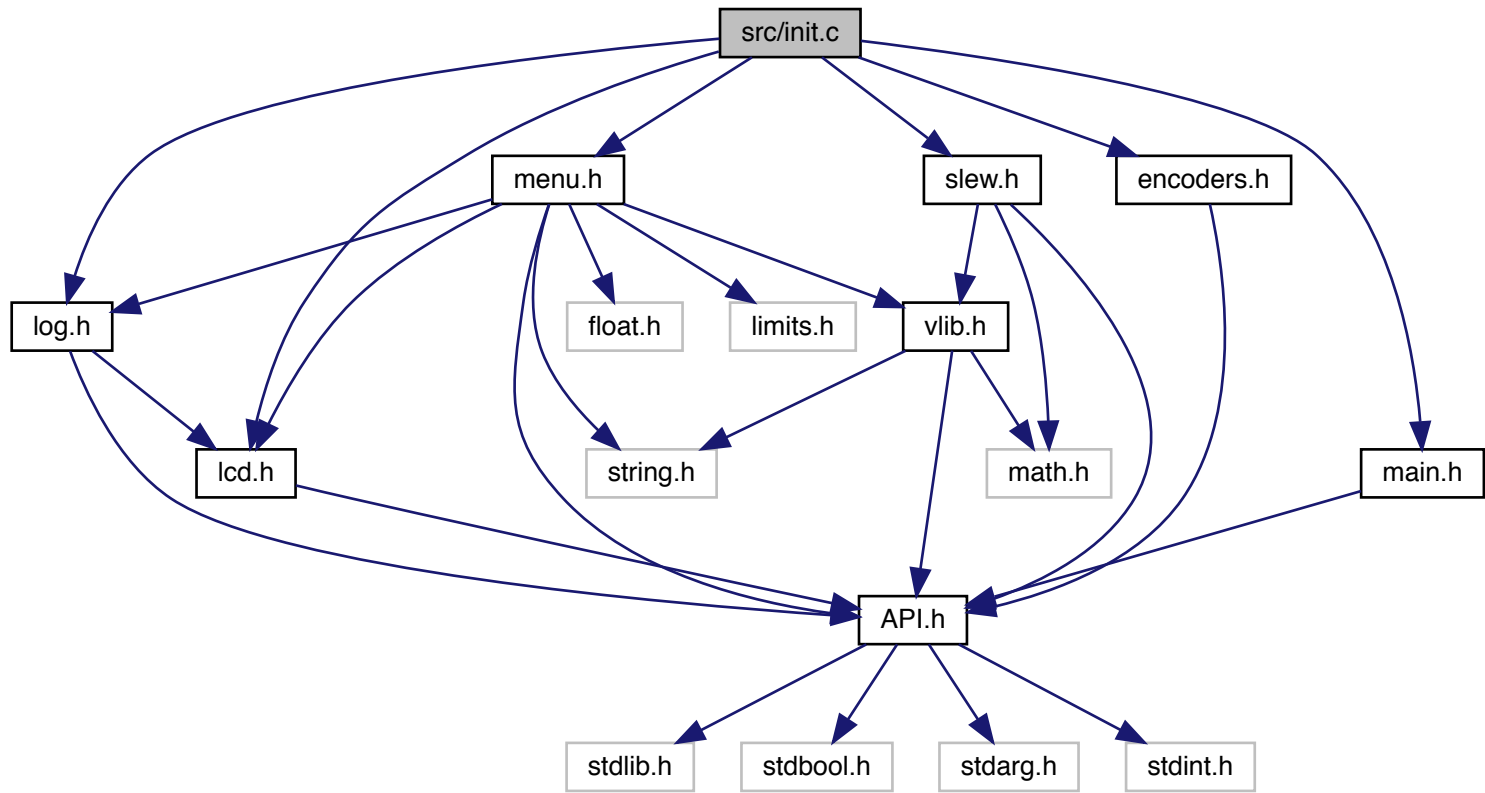 src/init.c
menu.h
slew.h
encoders.h
log.h
float.h
limits.h
vlib.h
lcd.h
string.h
math.h
main.h
API.h
stdlib.h
stdbool.h
stdarg.h
stdint.h